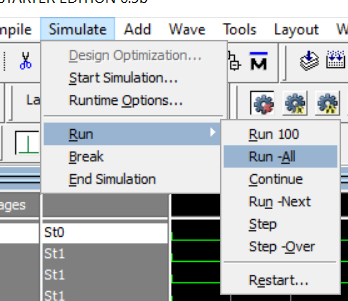 STARTER EDITION 6.5b
mpile Simulate Add Wave Tools Layout W
Design Optimization...
Start Simulation...
Runtime Options...
La
Run
Break
End Simulation
Run 100
Run -All
Continue
Run -Next
Step
Step -Over
Restart...
ages
St0
St1
St1
St1